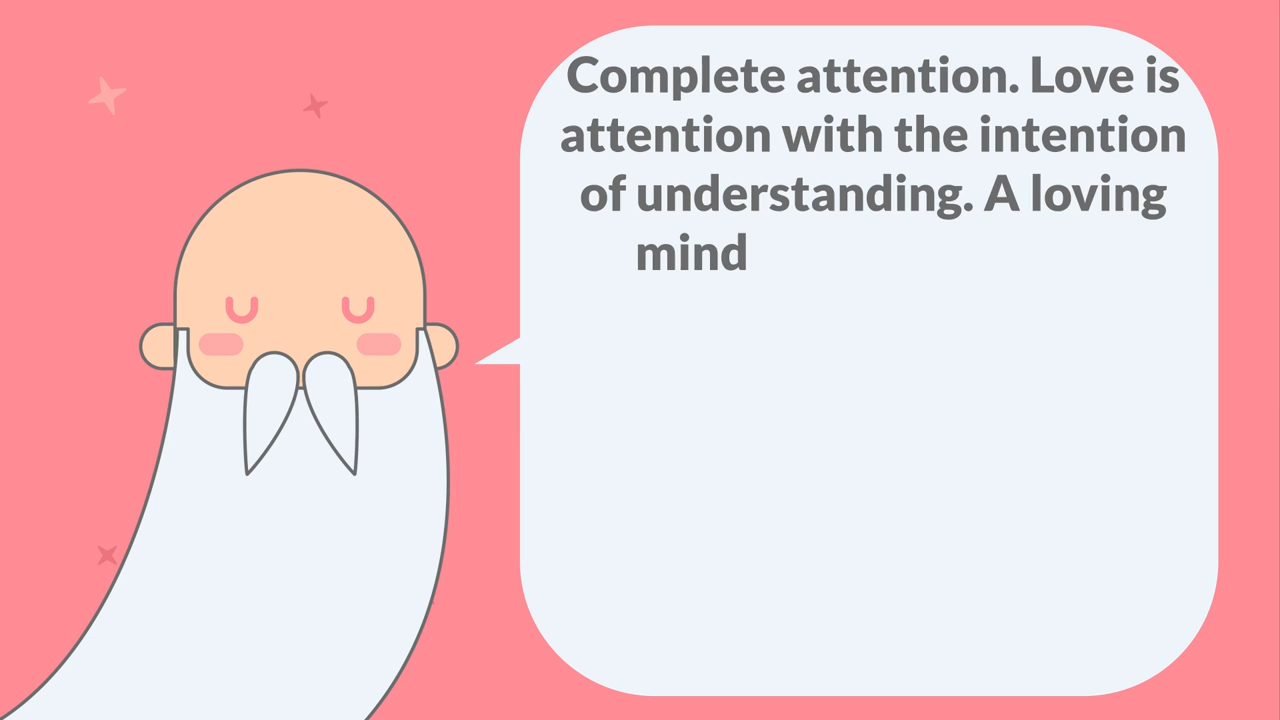 Complete attention. Love is
attention with the intention
of understanding. A loving
mind